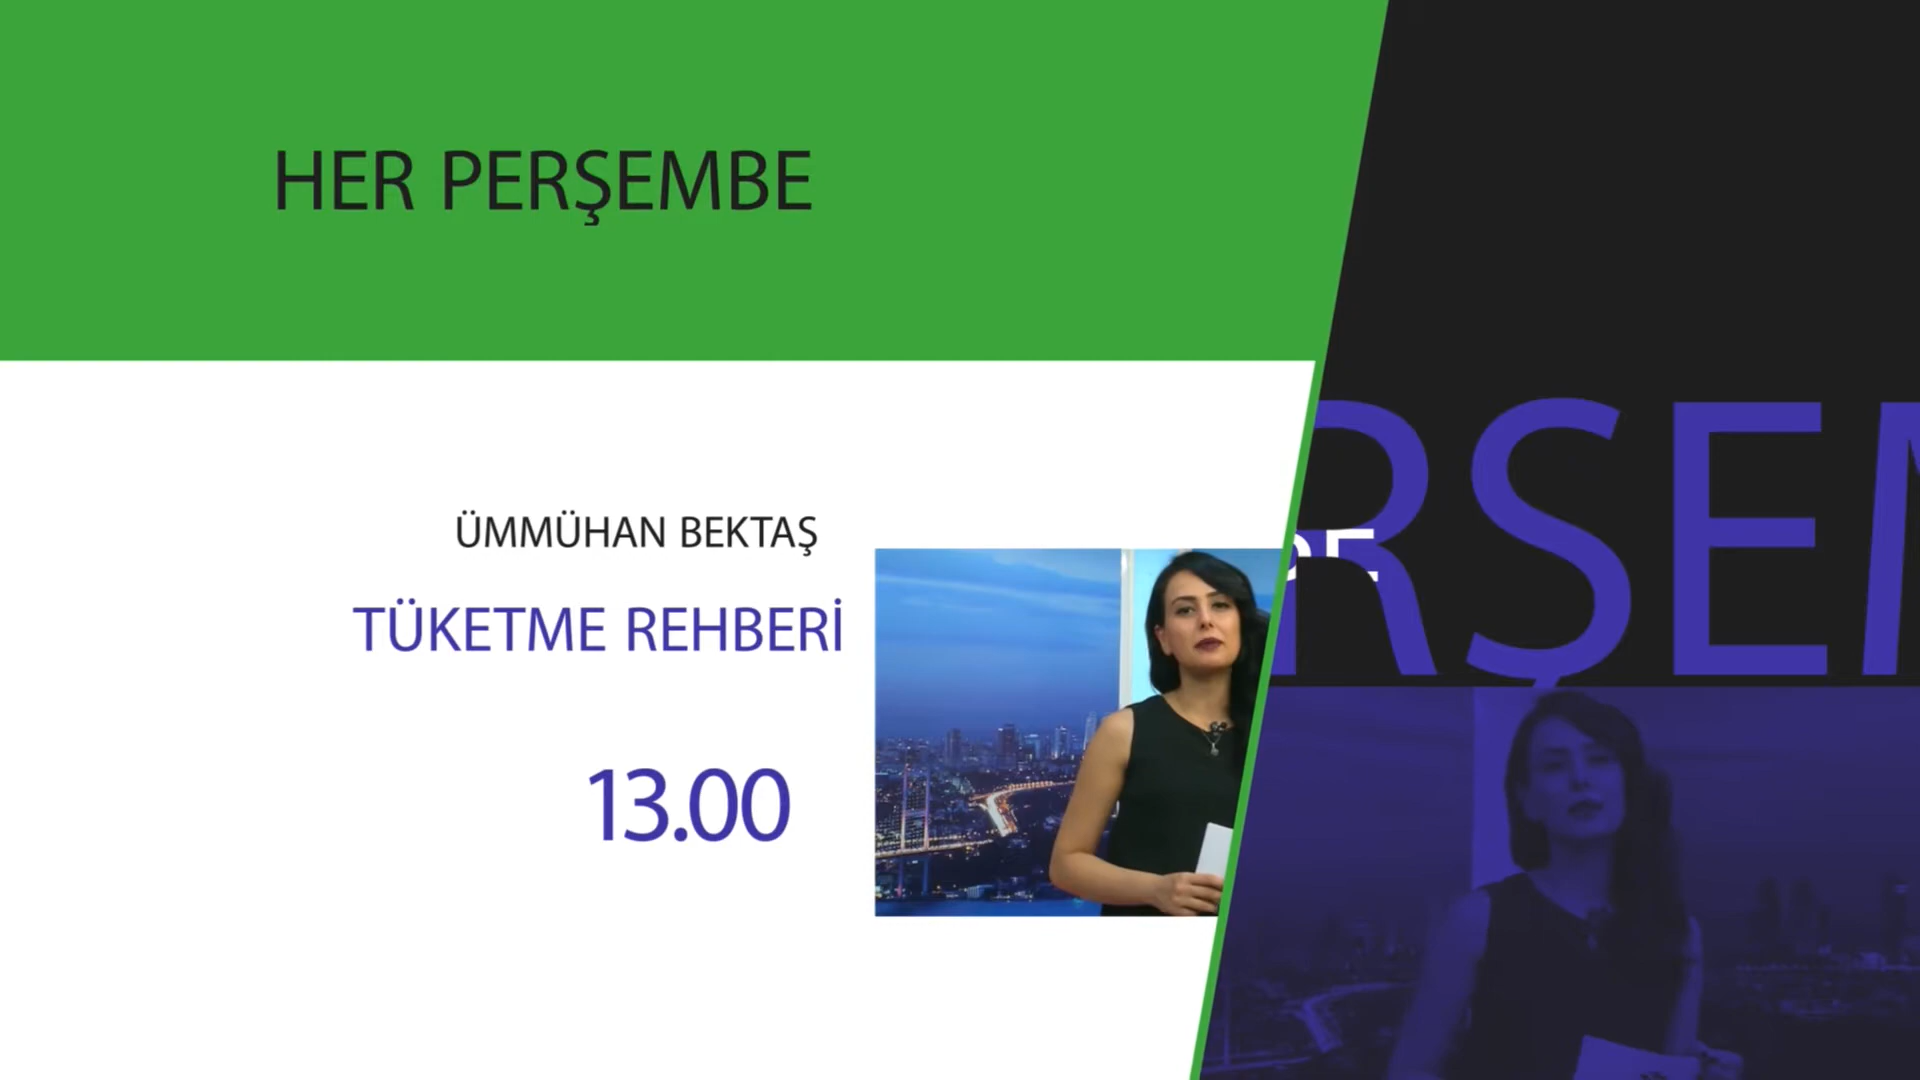 HER PERŞEMBE
ÜMMÜHAN BEKTAŞ
TÜKETME REHBERİ
13.00
RŞEM